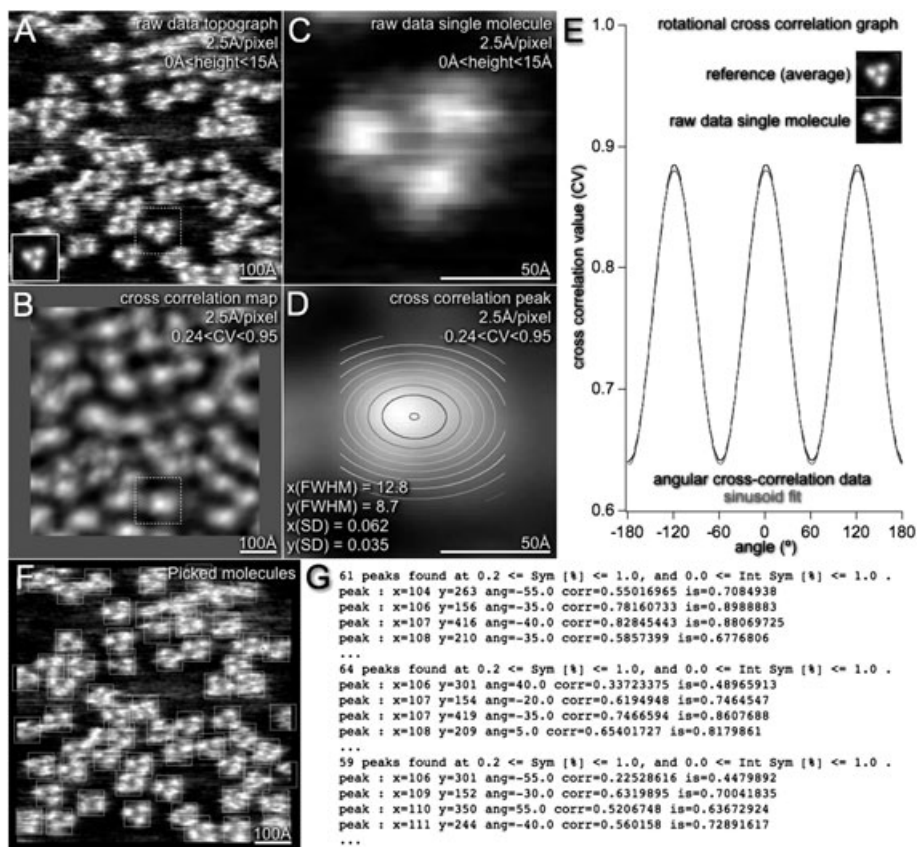 A
raw data topograph
2.5Å/pixel
0Å<height<15Å
100Å
B
cross correlation map
2.5Å/pixel
0.24<CV<0.95
100Å
C
raw data single molecule
2.5Å/pixel
0Å<height<15Å
50Å
D
cross correlation peak
2.5Å/pixel
0.24<CV<0.95
x(FWHM) = 12.8
y(FWHM) = 8.7
x(SD) = 0.062
y(SD) = 0.035
50Å
E
rotational cross correlation graph
reference (average)
raw data single molecule
cross correlation value (CV)
1.0
0.9
0.8
0.7
0.6
angular cross-correlation data
sinusoid fit
-180 -120 -60 0 60 120 180
angle (º)
F
Picked molecules
100Å
G
61 peaks found at 0.2 <= Sym [%] <= 1.0, and 0.0 <= Int Sym [%] <= 1.0 .
peak : x=104 y=263 ang=-55.0 corr=0.55016965 is=0.7084938
peak : x=106 y=156 ang=-35.0 corr=0.78160733 is=0.8988883
peak : x=107 y=416 ang=-40.0 corr=0.82845443 is=0.88069725
peak : x=108 y=210 ang=-35.0 corr=0.5857399 is=0.6776806
...
64 peaks found at 0.2 <= Sym [%] <= 1.0, and 0.0 <= Int Sym [%] <= 1.0 .
peak : x=106 y=301 ang=40.0 corr=0.33723375 is=0.48965913
peak : x=107 y=154 ang=-20.0 corr=0.6194948 is=0.7464547
peak : x=107 y=419 ang=-35.0 corr=0.7466594 is=0.8607688
peak : x=108 y=209 ang=5.0 corr=0.65401727 is=0.8179861
...
59 peaks found at 0.2 <= Sym [%] <= 1.0, and 0.0 <= Int Sym [%] <= 1.0 .
peak : x=106 y=301 ang=-55.0 corr=0.22528616 is=0.4479892
peak : x=109 y=152 ang=-30.0 corr=0.6319895 is=0.70041835
peak : x=110 y=350 ang=55.0 corr=0.5206748 is=0.63672924
peak : x=111 y=244 ang=-40.0 corr=0.560158 is=0.72891617
...